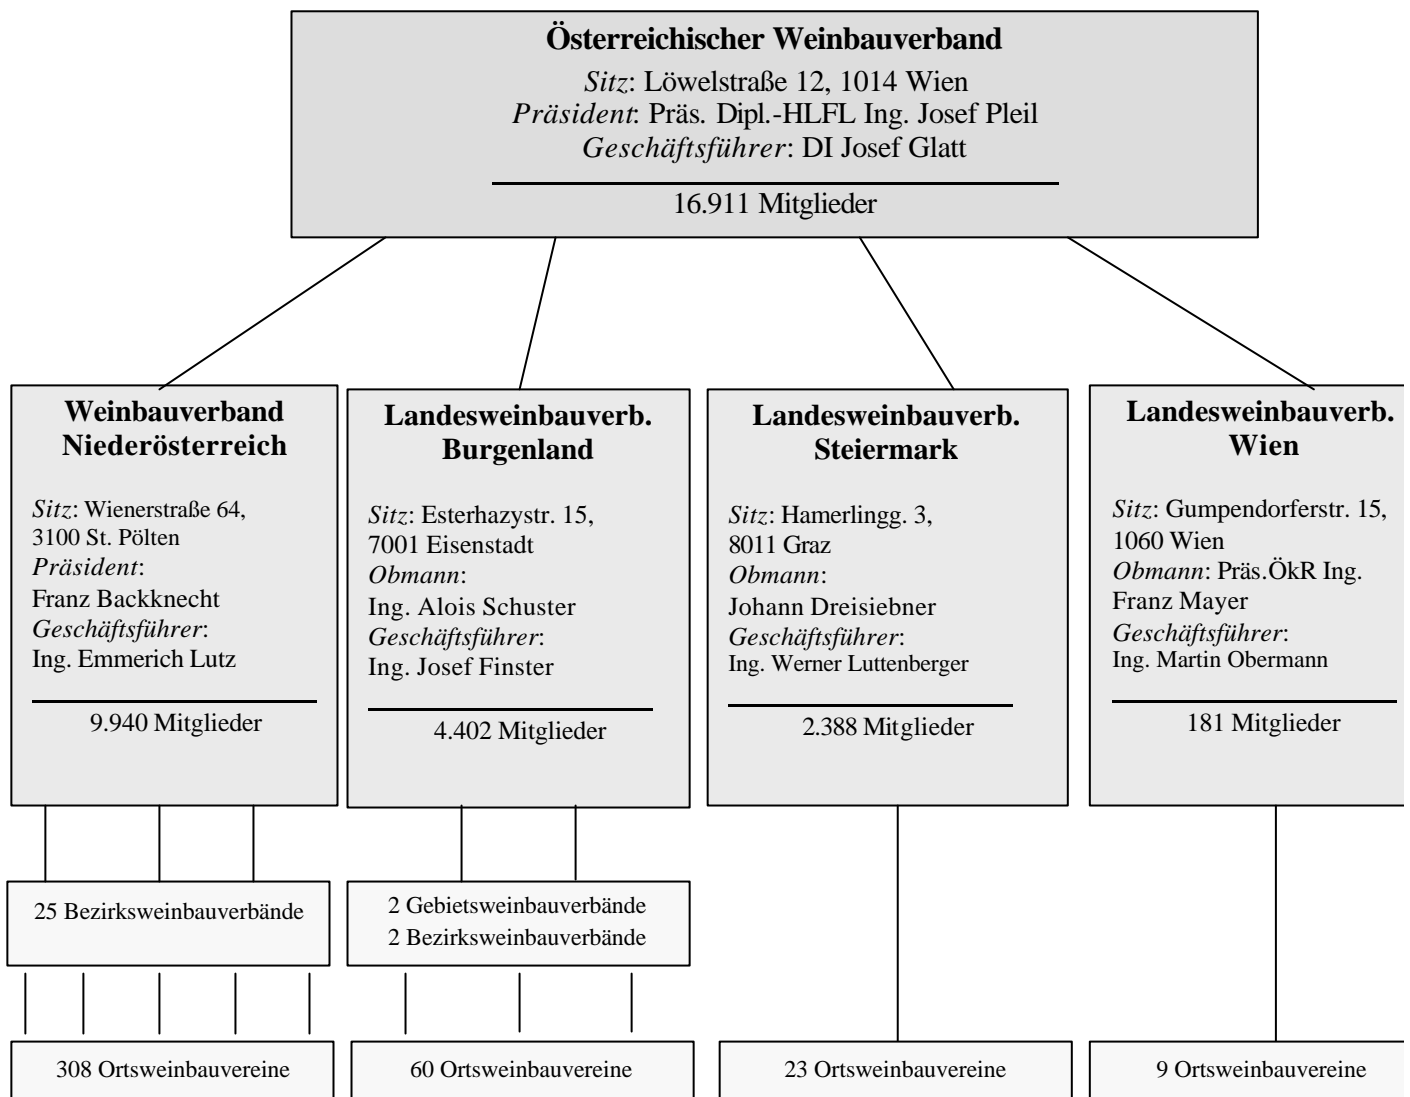 Österreichischer Weinbauverband
Sitz: Löwelstraße 12, 1014 Wien
Präsident: Präs. Dipl.-HLFL Ing. Josef Pleil
Geschäftsführer: DI Josef Glatt
16.911 Mitglieder
Weinbauverband
Niederösterreich
Sitz: Wienerstraße 64,
3100 St. Pölten
Präsident:
Franz Backknecht
Geschäftsführer:
Ing. Emmerich Lutz
9.940 Mitglieder
Landesweinbauverb.
Burgenland
Sitz: Esterhazystr. 15,
7001 Eisenstadt
Obmann:
Ing. Alois Schuster
Geschäftsführer:
Ing. Josef Finster
4.402 Mitglieder
Landesweinbauverb.
Steiermark
Sitz: Hamerlingg. 3,
8011 Graz
Obmann:
Johann Dreisiebner
Geschäftsführer:
Ing. Werner Luttenberger
2.388 Mitglieder
Landesweinbauverb.
Wien
Sitz: Gumpendorferstr. 15,
1060 Wien
Obmann: Präs.ÖkR Ing.
Franz Mayer
Geschäftsführer:
Ing. Martin Obermann
181 Mitglieder
25 Bezirksweinbauverbände
2 Gebietsweinbauverbände
2 Bezirksweinbauverbände
308 Ortsweinbauvereine
60 Ortsweinbauvereine
23 Ortsweinbauvereine
9 Ortsweinbauvereine